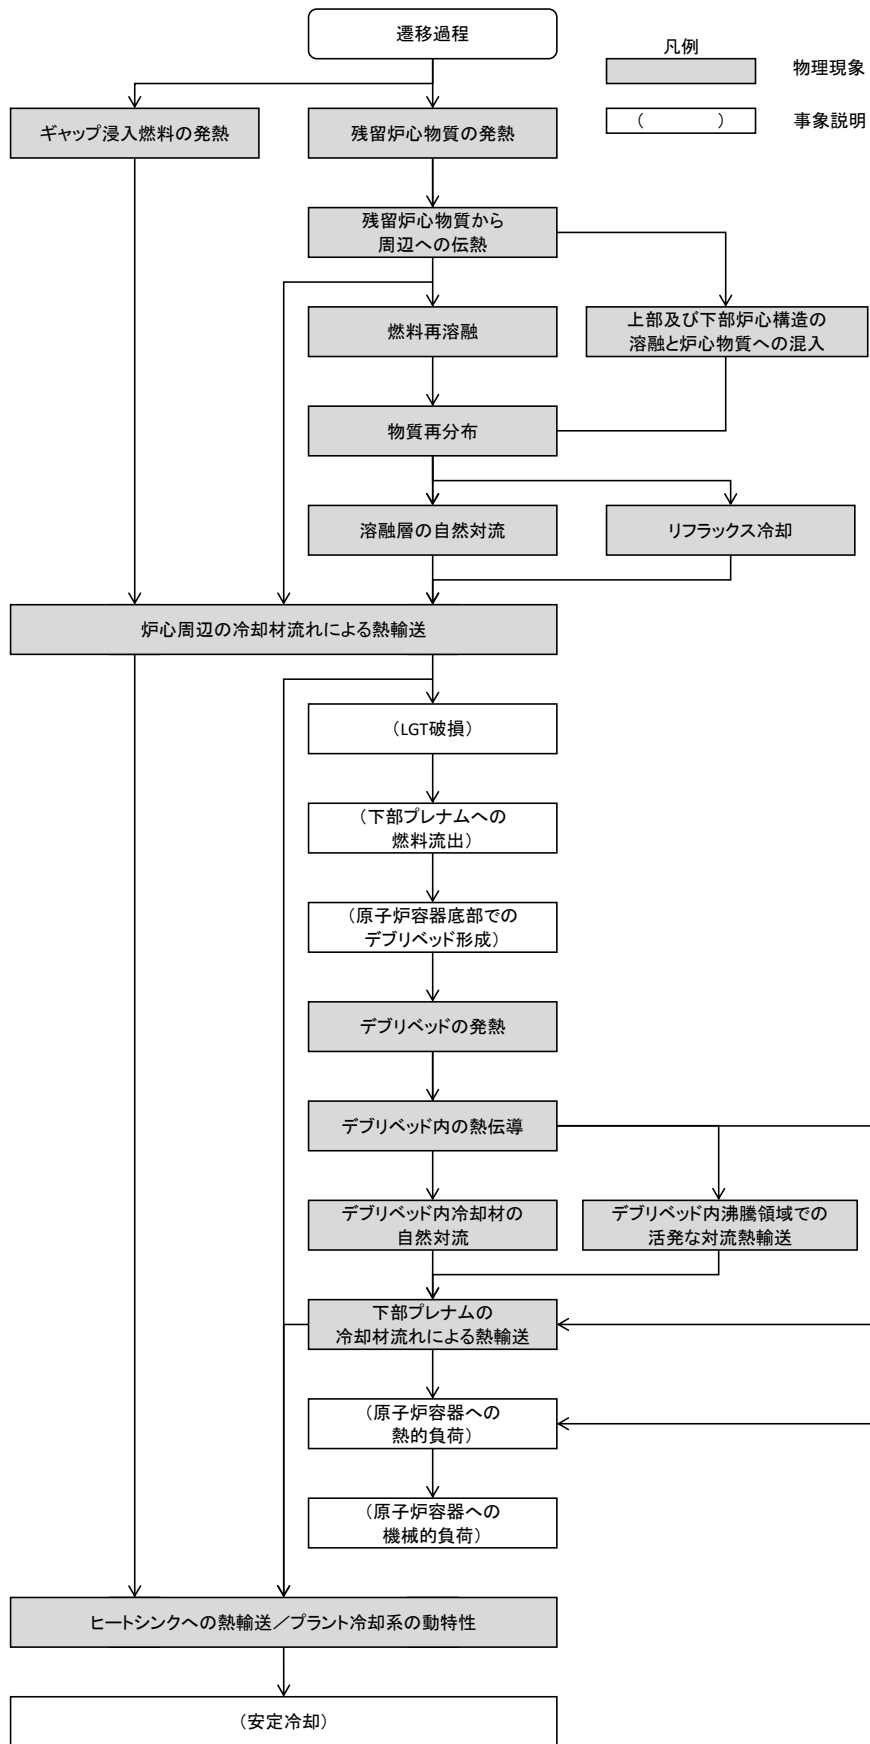 遷移過程
凡例
物理現象
（　　　　）
事象説明
ギャップ浸入燃料の発熱
残留炉心物質の発熱
残留炉心物質から
周辺への伝熱
燃料再溶融
上部及び下部炉心構造の
溶融と炉心物質への混入
物質再分布
溶融層の自然対流
リフラックス冷却
炉心周辺の冷却材流れによる熱輸送
（LGT破損）
（下部プレナムへの
燃料流出）
（原子炉容器底部での
デブリベッド形成）
デブリベッドの発熱
デブリベッド内の熱伝導
デブリベッド内冷却材の
自然対流
デブリベッド内沸騰領域での
活発な対流熱輸送
下部プレナムの
冷却材流れによる熱輸送
（原子炉容器への
熱的負荷）
（原子炉容器への
機械的負荷）
ヒートシンクへの熱輸送／プラント冷却系の動特性
（安定冷却）